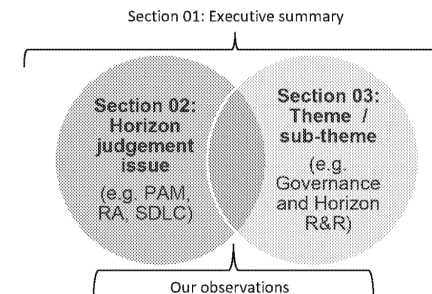 Section 01: Executive summary
Section 02:
Horizon
judgement
issue
(e.g. PAM,
RA, SDLC)
Section 03:
Theme /
sub-theme
(e.g.
Governance
and Horizon
R&R)
Our observations